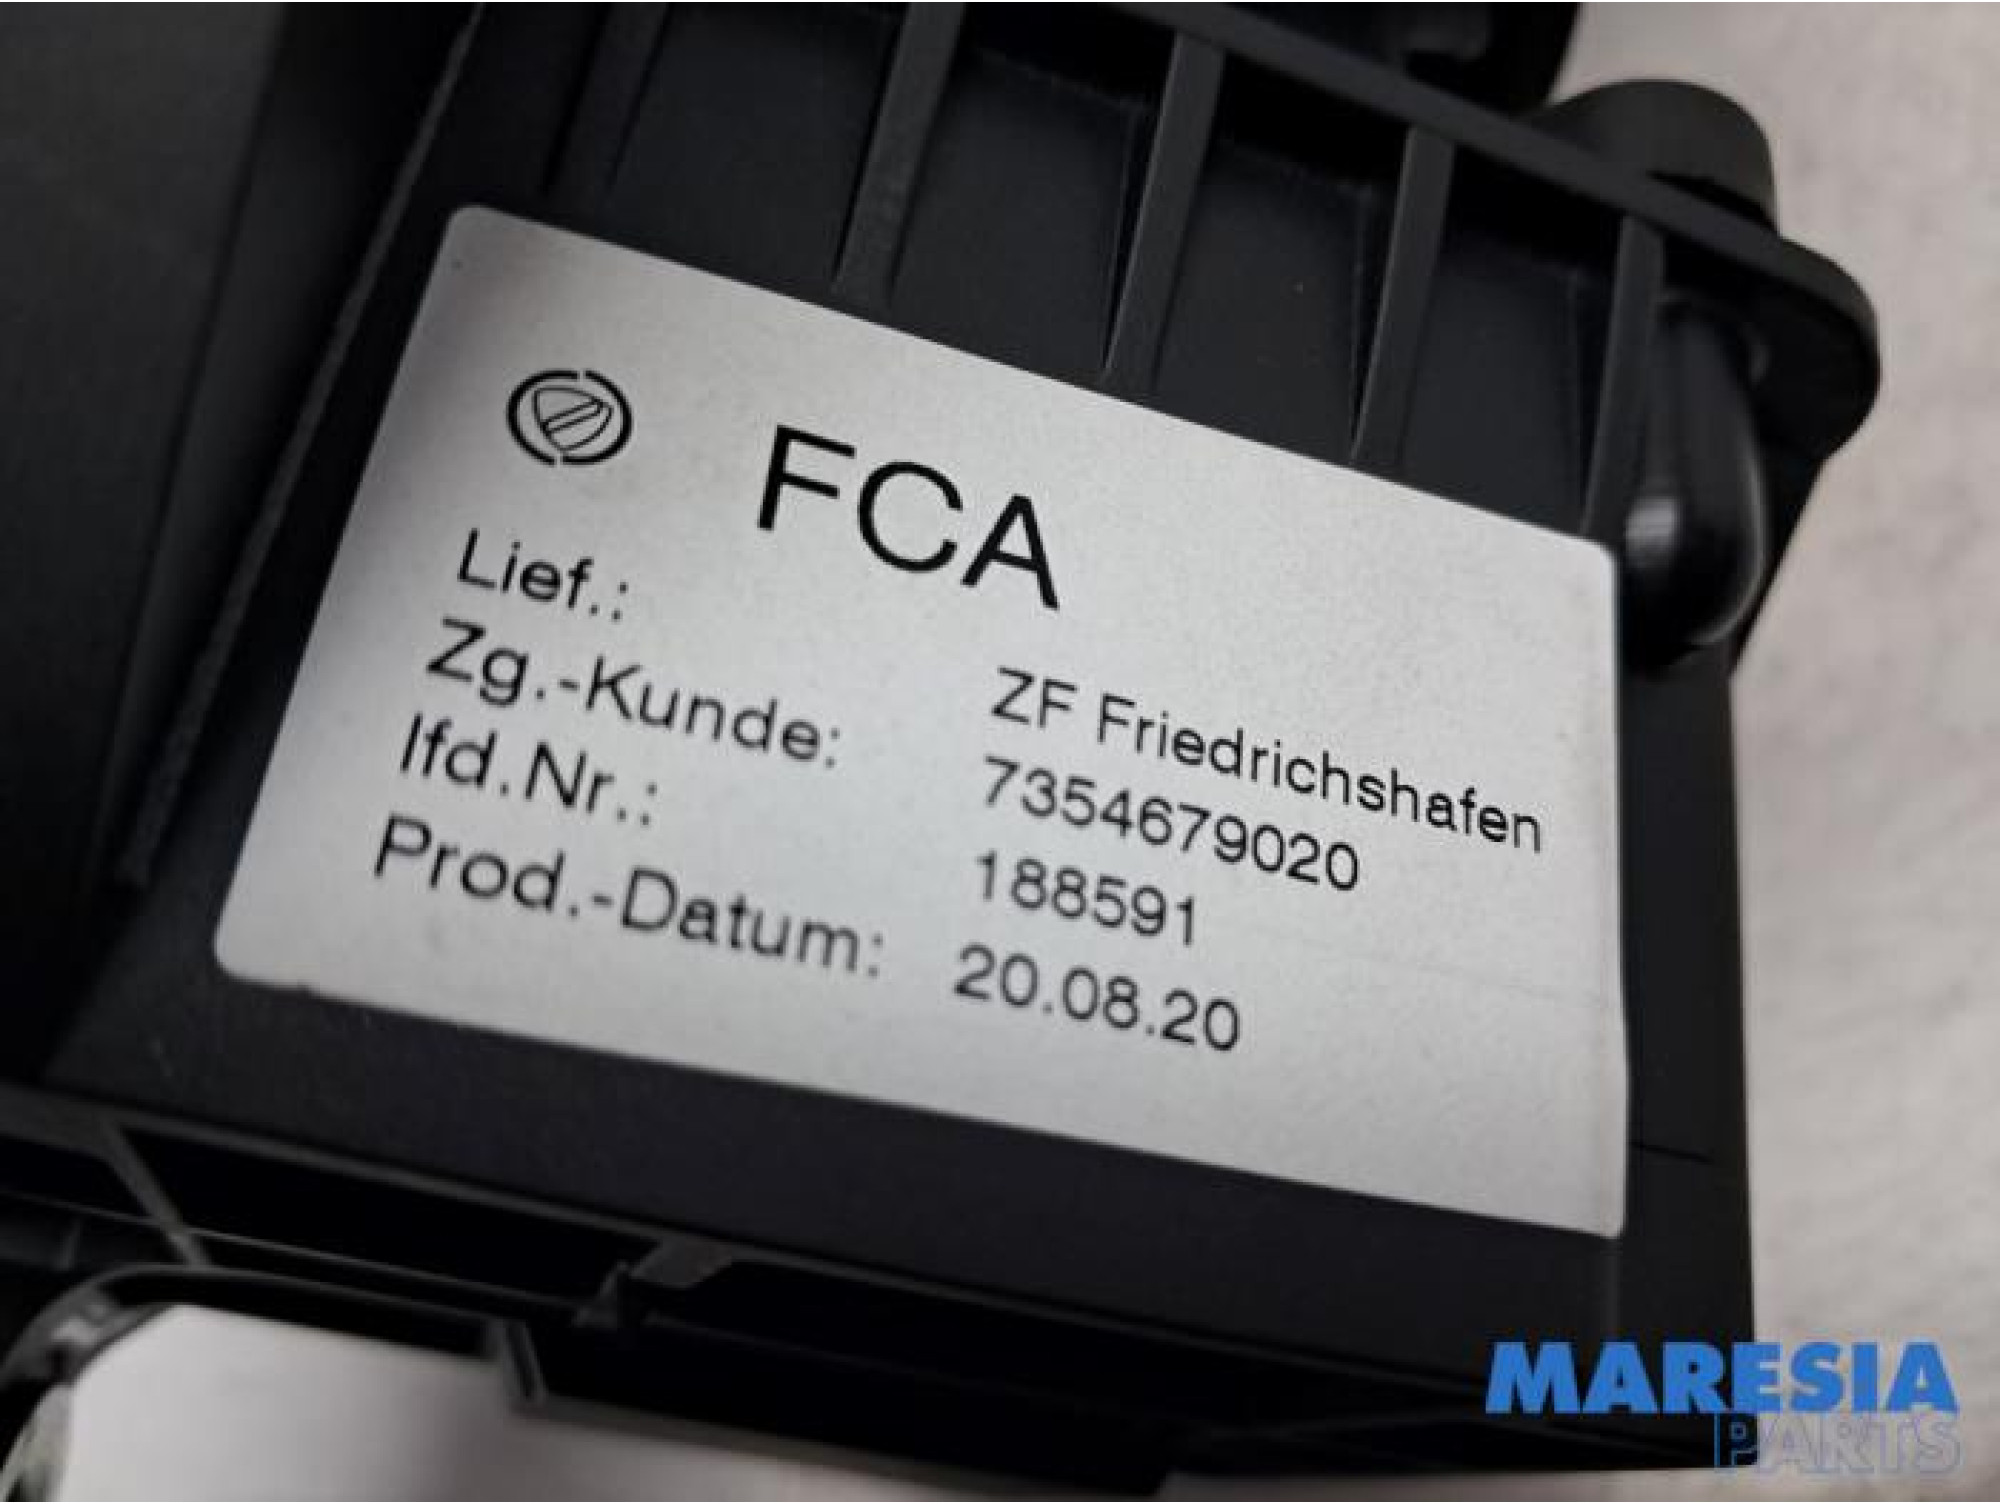 FCA
Lief.: ZF Friedrichshafen
Zg.-Kunde: 7354679020
lfd.Nr.: 188591
Prod.-Datum: 20.08.20
MARESIA
PARTS